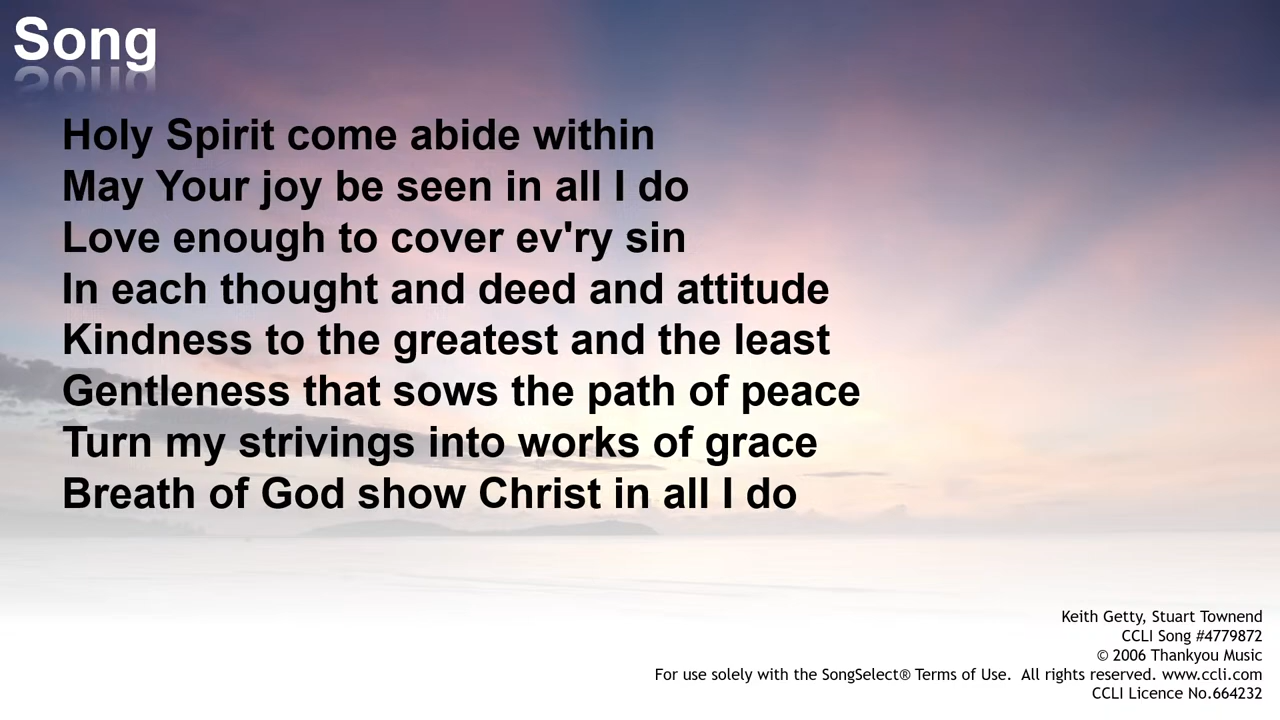 Song
Holy Spirit come abide within
May Your joy be seen in all I do
Love enough to cover ev'ry sin
In each thought and deed and attitude
Kindness to the greatest and the least
Gentleness that sows the path of peace
Turn my strivings into works of grace
Breath of God show Christ in all I do
Keith Getty, Stuart Townend
CCLI Song #4779872
© 2006 Thankyou Music
For use solely with the SongSelect® Terms of Use.  All rights reserved. www.ccli.com
CCLI Licence No.664232